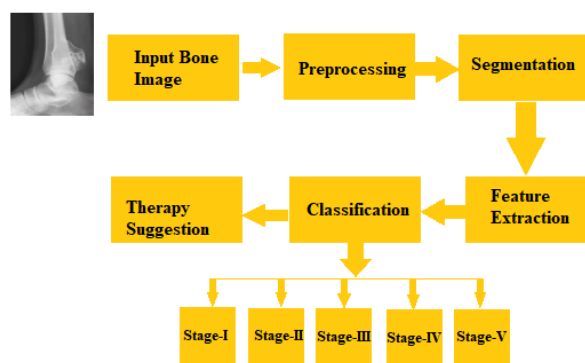 Input Bone
Image
Preprocessing
Segmentation
Feature
Extraction
Classification
Therapy
Suggestion
Stage-I
Stage-II
Stage-III
Stage-IV
Stage-V